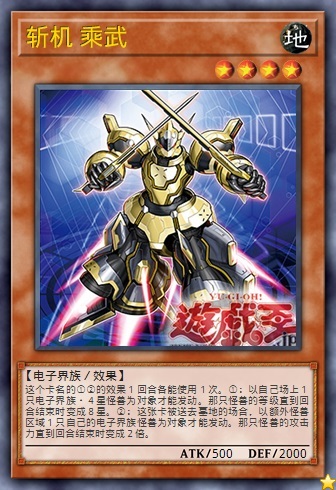 斩机 乘武
地
YU-GI-OH!
遊戯王
【电子界族／效果】
这个卡名的①②的效果１回合各能使用１次。①：以自己场上１
只电子界族·４星怪兽为对象才能发动。那只怪兽的等级直到回
合结束时变成８星。②：这张卡被送去墓地的场合，以额外怪兽
区域１只自己的电子界族怪兽为对象才能发动。那只怪兽的攻击
力直到回合结束时变成２倍。
ATK/500 DEF/2000